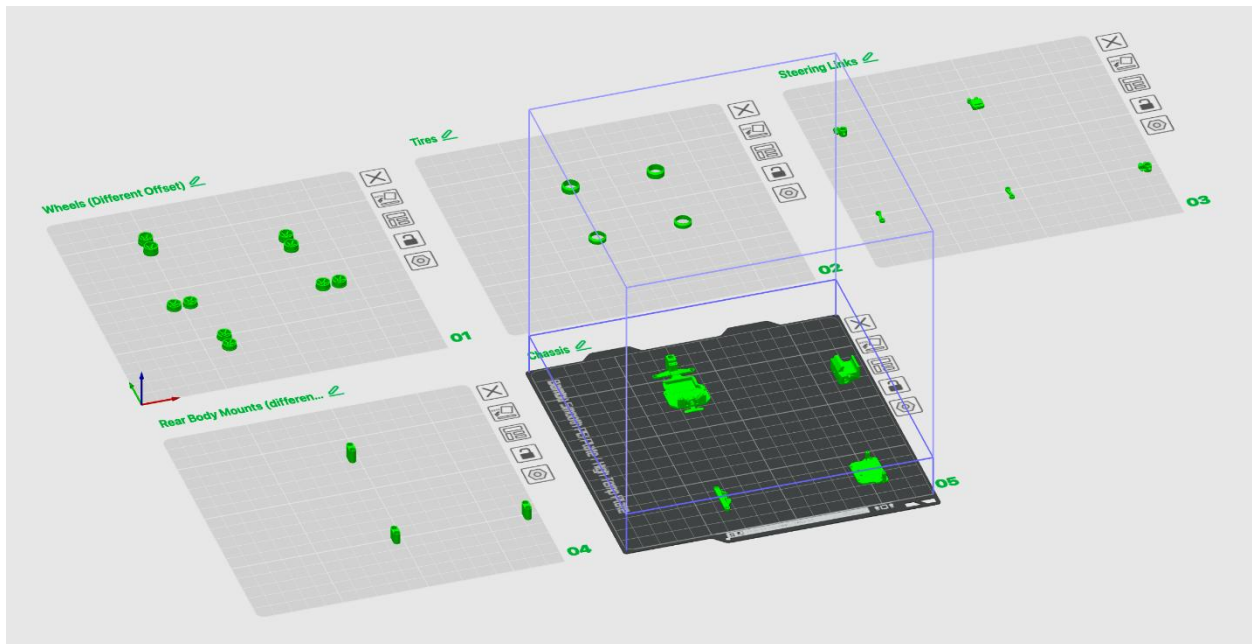 Steering Links
03
Tires
02
Wheels (Different Offset)
01
Chassis
05
Rear Body Mounts (differen...
04